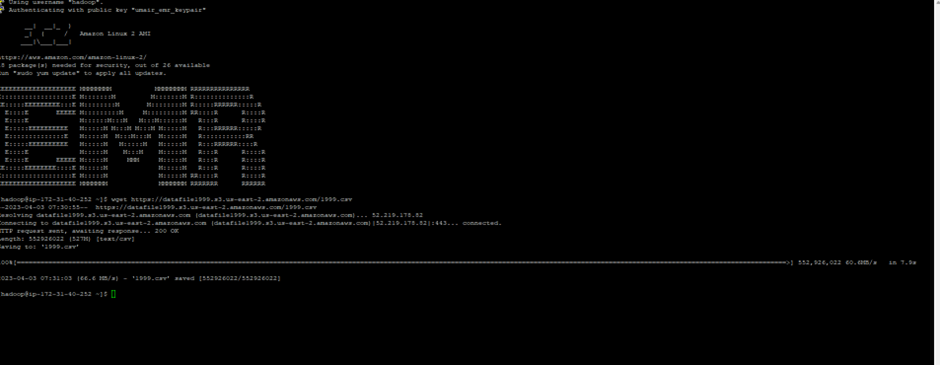 Using username "hadoop".
Authenticating with public key "umair_emr_keypair"
__|  __|_  )
_|  (     /   Amazon Linux 2 AMI
___|\___|___|
https://aws.amazon.com/amazon-linux-2/
package(s) needed for security, out of 26 available
un "sudo yum update" to apply all updates.
EEEEEEEEEEEEEEEEEEE MMMMMMMM           MMMMMMMM RRRRRRRRRRRRRRR
:::::::::::::::::E M:::::::M         M:::::::M R::::::::::::::R
E:::::EEEEEEEEE:::E M::::::::M       M::::::::M R:::::RRRRRR:::::R
E::::E       EEEEE M:::::::::M     M:::::::::M RR::::R      R::::R
E::::E             M::::::M:::M   M:::M::::::M   R:::R      R::::R
E:::::EEEEEEEEEE   M:::::M M:::M M:::M M:::::M   R:::RRRRRR:::::R
E::::::::::::::E   M:::::M  M:::M:::M  M:::::M   R:::::::::::RR
E:::::EEEEEEEEEE   M:::::M   M:::::M   M:::::M   R:::RRRRRR::::R
E::::E             M:::::M    M:::M    M:::::M   R:::R      R::::R
E::::E       EEEEE M:::::M     MMM     M:::::M   R:::R      R::::R
E:::::EEEEEEEE::::E M:::::M             M:::::M   R:::R      R::::R
:::::::::::::::::E M:::::M             M:::::M RR::::R      R::::R
EEEEEEEEEEEEEEEEEEE MMMMMMM             MMMMMMM RRRRRRR      RRRRRR
hadoop@ip-172-31-40-252 ~]$ wget https://datafile1999.s3.us-east-2.amazonaws.com/1999.csv
-2023-04-03 07:30:55--  https://datafile1999.s3.us-east-2.amazonaws.com/1999.csv
esolving datafile1999.s3.us-east-2.amazonaws.com (datafile1999.s3.us-east-2.amazonaws.com)... 52.219.178.82
onnecting to datafile1999.s3.us-east-2.amazonaws.com (datafile1999.s3.us-east-2.amazonaws.com)|52.219.178.82|:443... connected.
TTP request sent, awaiting response... 200 OK
ength: 552926022 (527M) [text/csv]
aving to: '1999.csv'
00%[======================================================>] 552,926,022 60.6MB/s   in 7.9s
023-04-03 07:31:03 (66.6 MB/s) - '1999.csv' saved [552926022/552926022]
hadoop@ip-172-31-40-252 ~]$